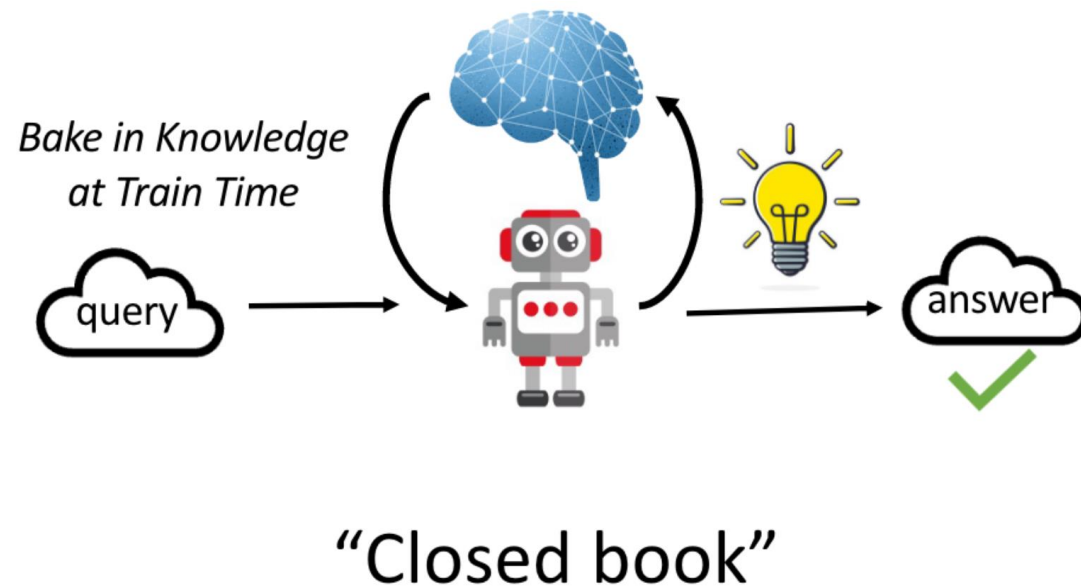 Bake in Knowledge
at Train Time
query
answer
“Closed book”